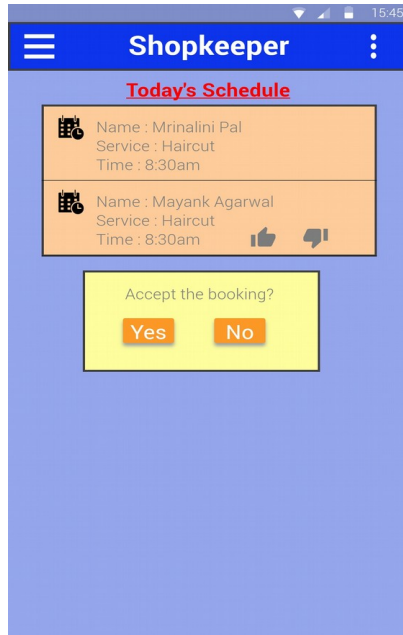 15:45
Shopkeeper
Today's Schedule
Name : Mrinalini Pal
Service : Haircut
Time : 8:30am
Name : Mayank Agarwal
Service : Haircut
Time : 8:30am
Accept the booking?
Yes No